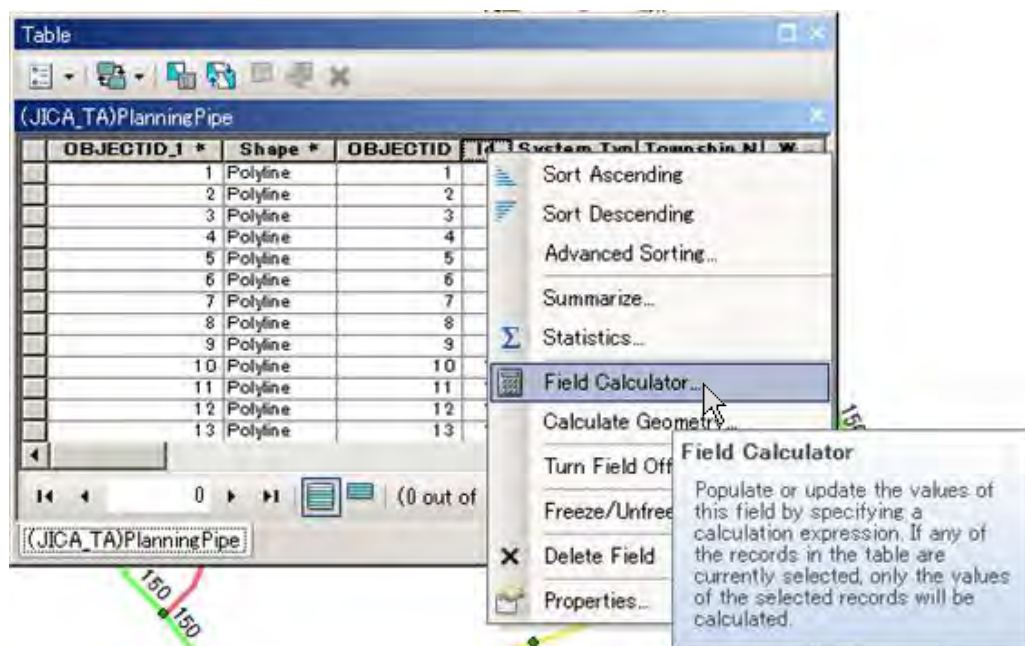 Table
(JICA_TA)PlanningPipe
OBJECTID_1 * Shape * OBJECTID Id System Typ Township N W...
1 Polyline 1
2 Polyline 2
3 Polyline 3
4 Polyline 4
5 Polyline 5
6 Polyline 6
7 Polyline 7
8 Polyline 8
9 Polyline 9
10 Polyline 10
11 Polyline 11
12 Polyline 12
13 Polyline 13
0 (0 out of
(JICA_TA)PlanningPipe
Sort Ascending
Sort Descending
Advanced Sorting...
Summarize...
Σ Statistics...
Field Calculator...
Calculate Geometry...
Turn Field Off
Freeze/Unfree
Delete Field
Properties...
Field Calculator
Populate or update the values of
this field by specifying a
calculation expression. If any of
the records in the table are
currently selected, only the values
of the selected records will be
calculated.
155
150
150